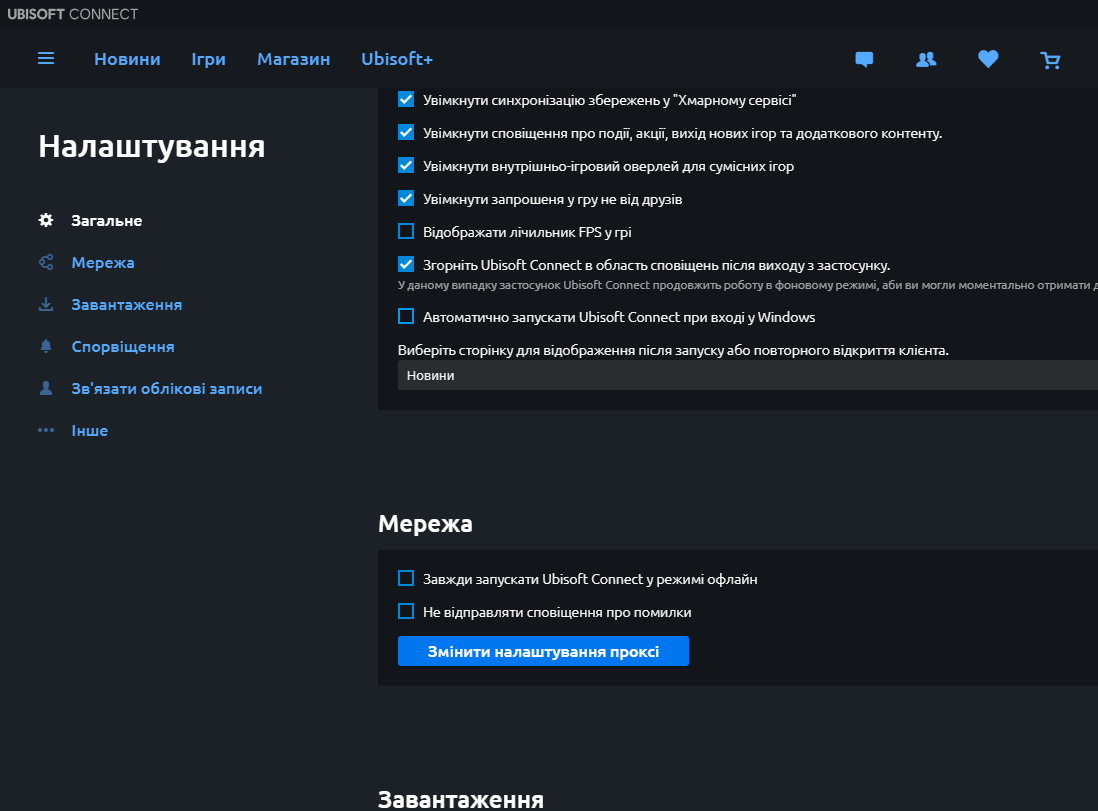 UBISOFT CONNECT
Новини Ігри Магазин Ubisoft+
Налаштування
Загальне
Мережа
Завантаження
Спорвіщення
Зв'язати облікові записи
Інше
Увімкнути синхронізацію збережень у "Хмарному сервісі"
Увімкнути сповіщення про події, акції, вихід нових ігор та додаткового контенту.
Увімкнути внутрішньо-ігровий оверлей для сумісних ігор
Увімкнути запрошеня у гру не від друзів
Відображати лічильник FPS у грі
Згорніть Ubisoft Connect в область сповіщень після виходу з застосунку.
У даному випадку застосунок Ubisoft Connect продовжить роботу в фоновому режимі, аби ви могли моментально отримати
Автоматично запускати Ubisoft Connect при вході у Windows
Виберіть сторінку для відображення після запуску або повторного відкриття клієнта.
Новини
Мережа
Завжди запускати Ubisoft Connect у режимі офлайн
Не відправляти сповіщення про помилки
Змінити налаштування проксі
Завантаження